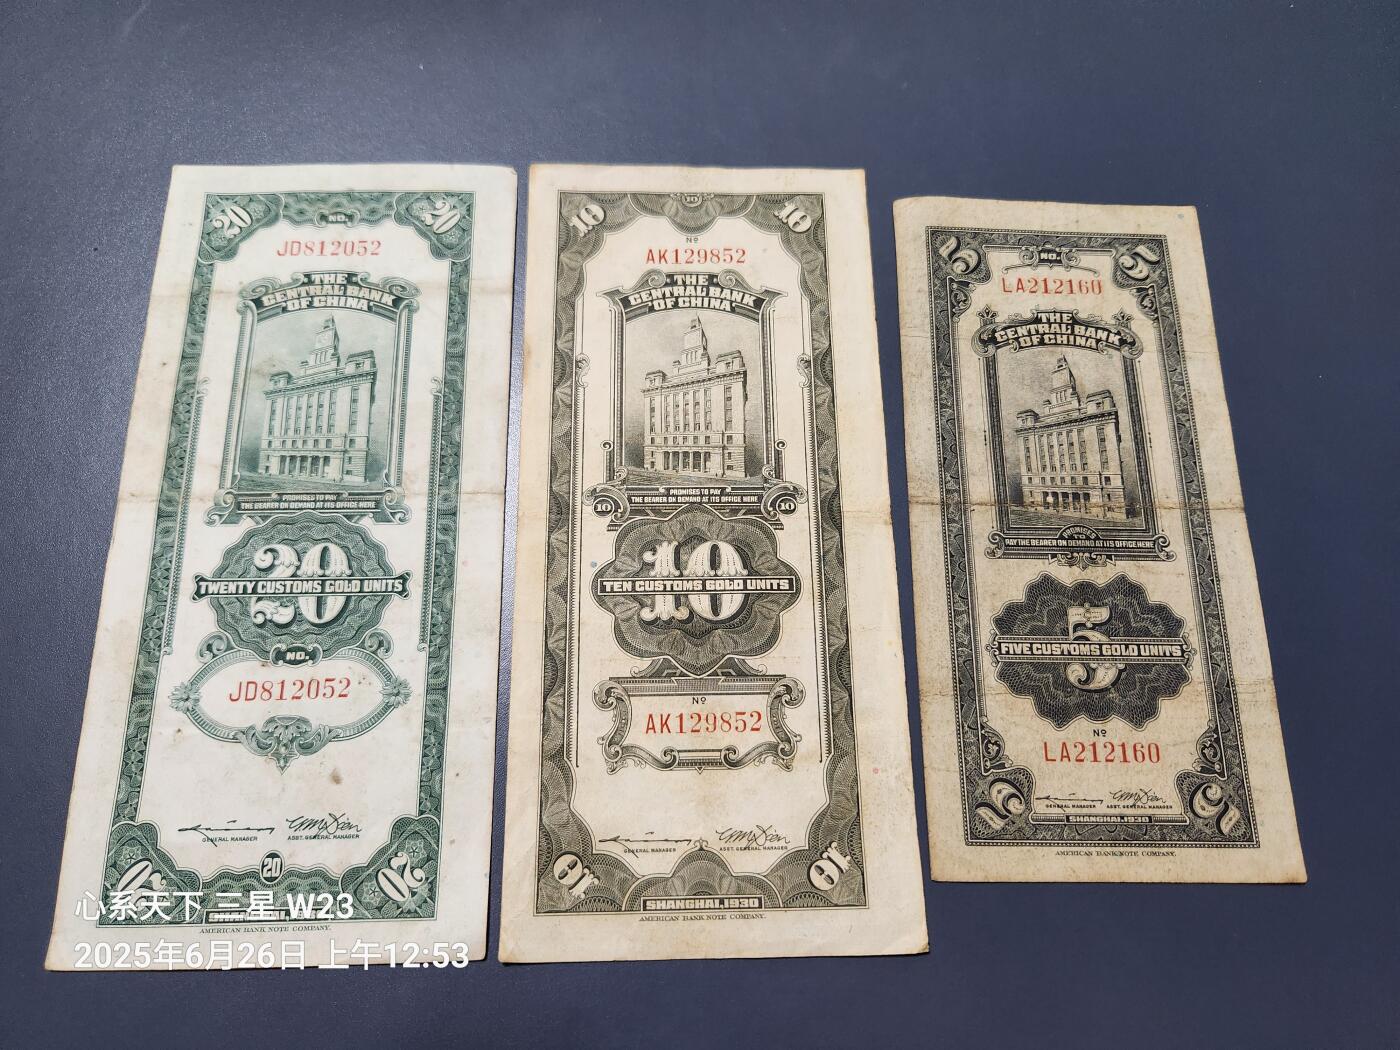 20
20
NO.
JD812052
THE
CENTRAL BANK
OF CHINA
PROMISES TO PAY
THE BEARER ON DEMAND AT ITS OFFICE HERE
20
TWENTY CUSTOMS GOLD UNITS
NO.
JD812052
GENERAL MANAGER
ASST. GENERAL MANAGER
20
20
20
AMERICAN BANK NOTE COMPANY.
10
10
10
Nº
AK129852
THE
CENTRAL BANK
OF CHINA
PROMISES TO PAY
THE BEARER ON DEMAND AT ITS OFFICE HERE
10
10
10
TEN CUSTOMS GOLD UNITS
Nº
AK129852
GENERAL MANAGER
ASST. GENERAL MANAGER
10
10
SHANGHAI, 1930
AMERICAN BANK NOTE COMPANY.
5
5
NO.
LA212160
THE
CENTRAL BANK
OF CHINA
PROMISES
TO
PAY THE BEARER ON DEMAND AT ITS OFFICE HERE
5
FIVE CUSTOMS GOLD UNITS
Nº
LA212160
GENERAL MANAGER
ASST. GENERAL MANAGER
5
5
SHANGHAI, 1930
AMERICAN BANK NOTE COMPANY.
心系天下 三星 W23
2025年6月26日 上午12:53